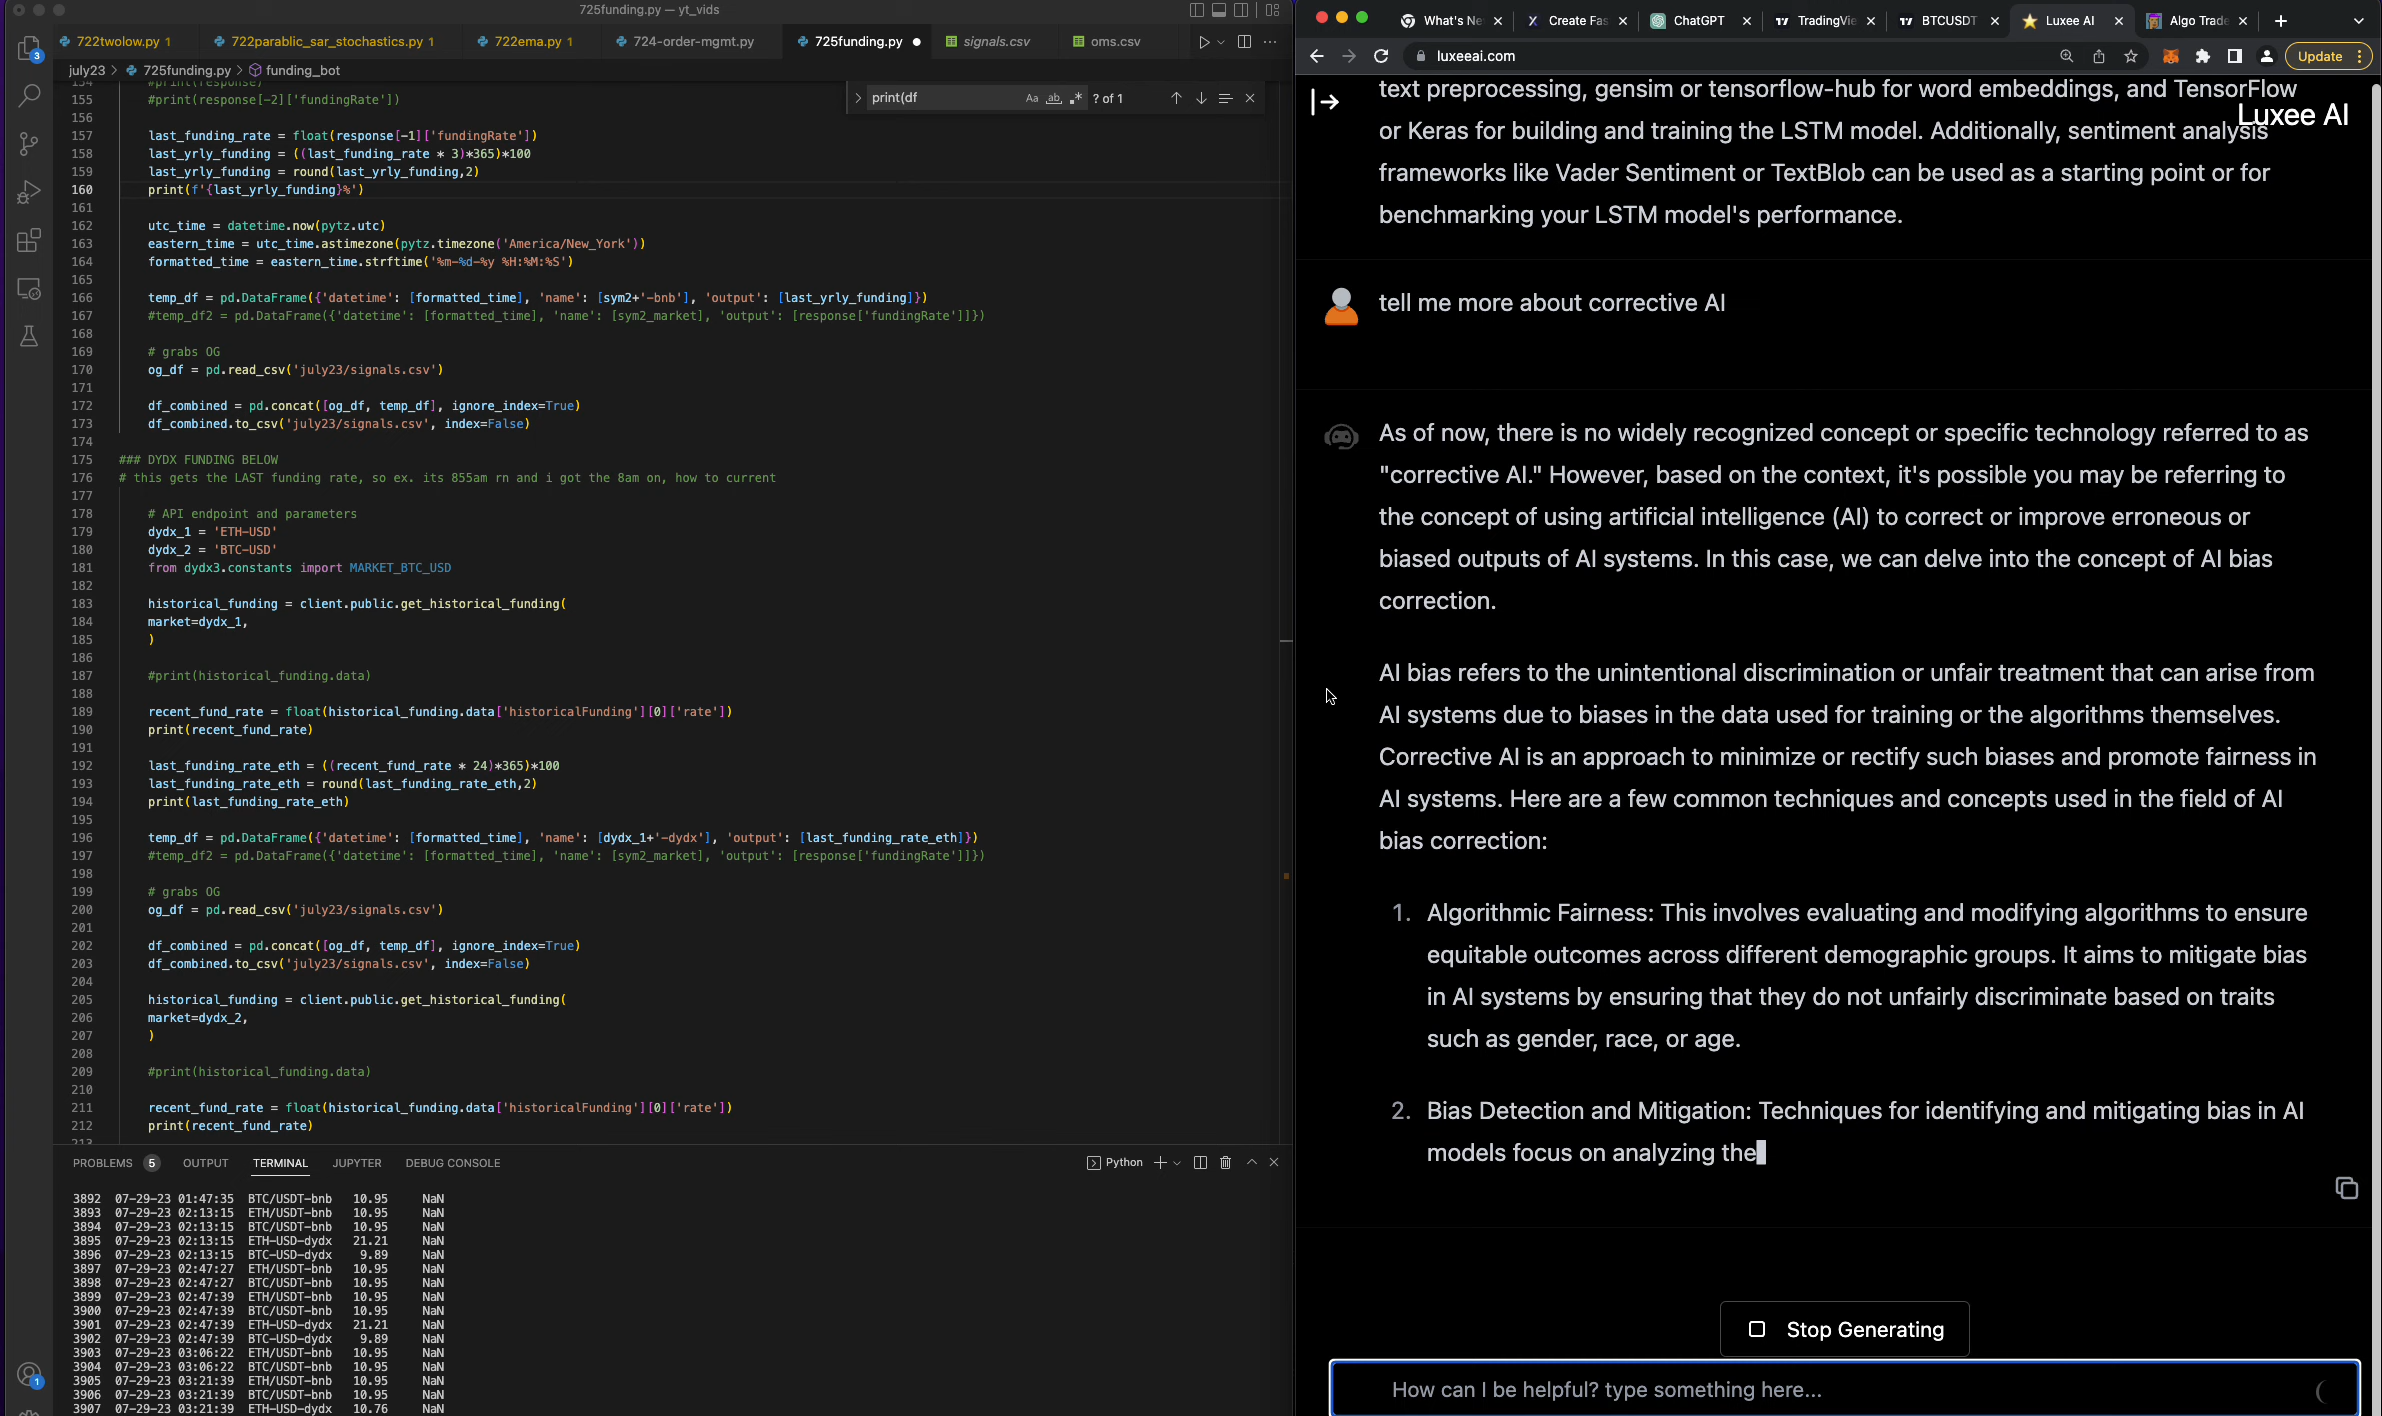 725funding.py — yt_vids
722twolow.py 1
722parablic_sar_stochastics.py 1
722ema.py 1
724-order-mgmt.py
725funding.py
signals.csv
oms.csv
july23 > 725funding.py > funding_bot
print(df
Aa
ab
? of 1
3
154 #print(response)
155 #print(response[-2]['fundingRate'])
156
157 last_funding_rate = float(response[-1]['fundingRate'])
158 last_yrly_funding = ((last_funding_rate * 3)*365)*100
159 last_yrly_funding = round(last_yrly_funding,2)
160 print(f'{last_yrly_funding}%')
161
162 utc_time = datetime.now(pytz.utc)
163 eastern_time = utc_time.astimezone(pytz.timezone('America/New_York'))
164 formatted_time = eastern_time.strftime('%m-%d-%y %H:%M:%S')
165
166 temp_df = pd.DataFrame({'datetime': [formatted_time], 'name': [sym2+'-bnb'], 'output': [last_yrly_funding]})
167 #temp_df2 = pd.DataFrame({'datetime': [formatted_time], 'name': [sym2_market], 'output': [response['fundingRate']]})
168
169 # grabs OG
170 og_df = pd.read_csv('july23/signals.csv')
171
172 df_combined = pd.concat([og_df, temp_df], ignore_index=True)
173 df_combined.to_csv('july23/signals.csv', index=False)
174
175 ### DYDX FUNDING BELOW
176 # this gets the LAST funding rate, so ex. its 855am rn and i got the 8am on, how to current
177
178 # API endpoint and parameters
179 dydx_1 = 'ETH-USD'
180 dydx_2 = 'BTC-USD'
181 from dydx3.constants import MARKET_BTC_USD
182
183 historical_funding = client.public.get_historical_funding(
184 market=dydx_1,
185 )
186
187 #print(historical_funding.data)
188
189 recent_fund_rate = float(historical_funding.data['historicalFunding'][0]['rate'])
190 print(recent_fund_rate)
191
192 last_funding_rate_eth = ((recent_fund_rate * 24)*365)*100
193 last_funding_rate_eth = round(last_funding_rate_eth,2)
194 print(last_funding_rate_eth)
195
196 temp_df = pd.DataFrame({'datetime': [formatted_time], 'name': [dydx_1+'-dydx'], 'output': [last_funding_rate_eth]})
197 #temp_df2 = pd.DataFrame({'datetime': [formatted_time], 'name': [sym2_market], 'output': [response['fundingRate']]})
198
199 # grabs OG
200 og_df = pd.read_csv('july23/signals.csv')
201
202 df_combined = pd.concat([og_df, temp_df], ignore_index=True)
203 df_combined.to_csv('july23/signals.csv', index=False)
204
205 historical_funding = client.public.get_historical_funding(
206 market=dydx_2,
207 )
208
209 #print(historical_funding.data)
210
211 recent_fund_rate = float(historical_funding.data['historicalFunding'][0]['rate'])
212 print(recent_fund_rate)
213
PROBLEMS 5 OUTPUT TERMINAL JUPYTER DEBUG CONSOLE
Python
3892 07-29-23 01:47:35 BTC/USDT-bnb 10.95 NaN
3893 07-29-23 02:13:15 ETH/USDT-bnb 10.95 NaN
3894 07-29-23 02:13:15 BTC/USDT-bnb 10.95 NaN
3895 07-29-23 02:13:15 ETH-USD-dydx 21.21 NaN
3896 07-29-23 02:13:15 BTC-USD-dydx 9.89 NaN
3897 07-29-23 02:47:27 ETH/USDT-bnb 10.95 NaN
3898 07-29-23 02:47:27 BTC/USDT-bnb 10.95 NaN
3899 07-29-23 02:47:39 ETH/USDT-bnb 10.95 NaN
3900 07-29-23 02:47:39 BTC/USDT-bnb 10.95 NaN
3901 07-29-23 02:47:39 ETH-USD-dydx 21.21 NaN
3902 07-29-23 02:47:39 BTC-USD-dydx 9.89 NaN
3903 07-29-23 03:06:22 ETH/USDT-bnb 10.95 NaN
3904 07-29-23 03:06:22 BTC/USDT-bnb 10.95 NaN
3905 07-29-23 03:21:39 ETH/USDT-bnb 10.95 NaN
3906 07-29-23 03:21:39 BTC/USDT-bnb 10.95 NaN
3907 07-29-23 03:21:39 ETH-USD-dydx 10.76 NaN
1
What's Ne
Create Fas
ChatGPT
TradingVie
BTCUSDT
Luxee AI
Algo Trade
luxeeai.com
Update
Luxee AI
text preprocessing, gensim or tensorflow-hub for word embeddings, and TensorFlow
or Keras for building and training the LSTM model. Additionally, sentiment analysis
frameworks like Vader Sentiment or TextBlob can be used as a starting point or for
benchmarking your LSTM model's performance.
tell me more about corrective AI
As of now, there is no widely recognized concept or specific technology referred to as
"corrective AI." However, based on the context, it's possible you may be referring to
the concept of using artificial intelligence (AI) to correct or improve erroneous or
biased outputs of AI systems. In this case, we can delve into the concept of AI bias
correction.
AI bias refers to the unintentional discrimination or unfair treatment that can arise from
AI systems due to biases in the data used for training or the algorithms themselves.
Corrective AI is an approach to minimize or rectify such biases and promote fairness in
AI systems. Here are a few common techniques and concepts used in the field of AI
bias correction:
1. Algorithmic Fairness: This involves evaluating and modifying algorithms to ensure
equitable outcomes across different demographic groups. It aims to mitigate bias
in AI systems by ensuring that they do not unfairly discriminate based on traits
such as gender, race, or age.
2. Bias Detection and Mitigation: Techniques for identifying and mitigating bias in AI
models focus on analyzing the
Stop Generating
How can I be helpful? type something here...